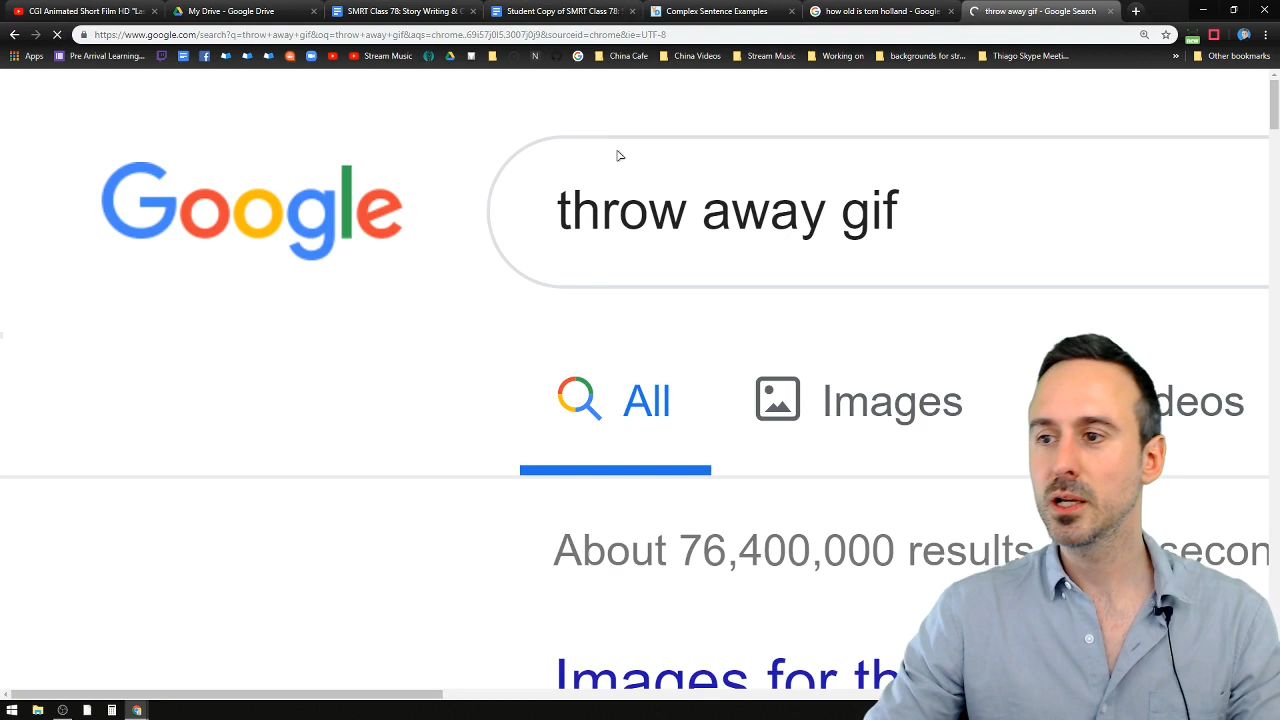 CGI Animated Short Film HD "Las
My Drive - Google Drive
SMRT Class 78: Story Writing & C
Student Copy of SMRT Class 78:
Complex Sentence Examples
how old is tom holland - Google
throw away gif - Google Search
https://www.google.com/search?q=throw+away+gif&oq=throw+away+gif&aqs=chrome..69i57j0l5.3007j0j9&sourceid=chrome&ie=UTF-8
Apps
Pre Arrival Learning...
Stream Music
N
China Cafe
China Videos
Stream Music
Working on
backgrounds for str...
Thiago Skype Meeti...
»
Other bookmarks
Google
throw away gif
All
Images
deos
About 76,400,000 results
secon
Images for th